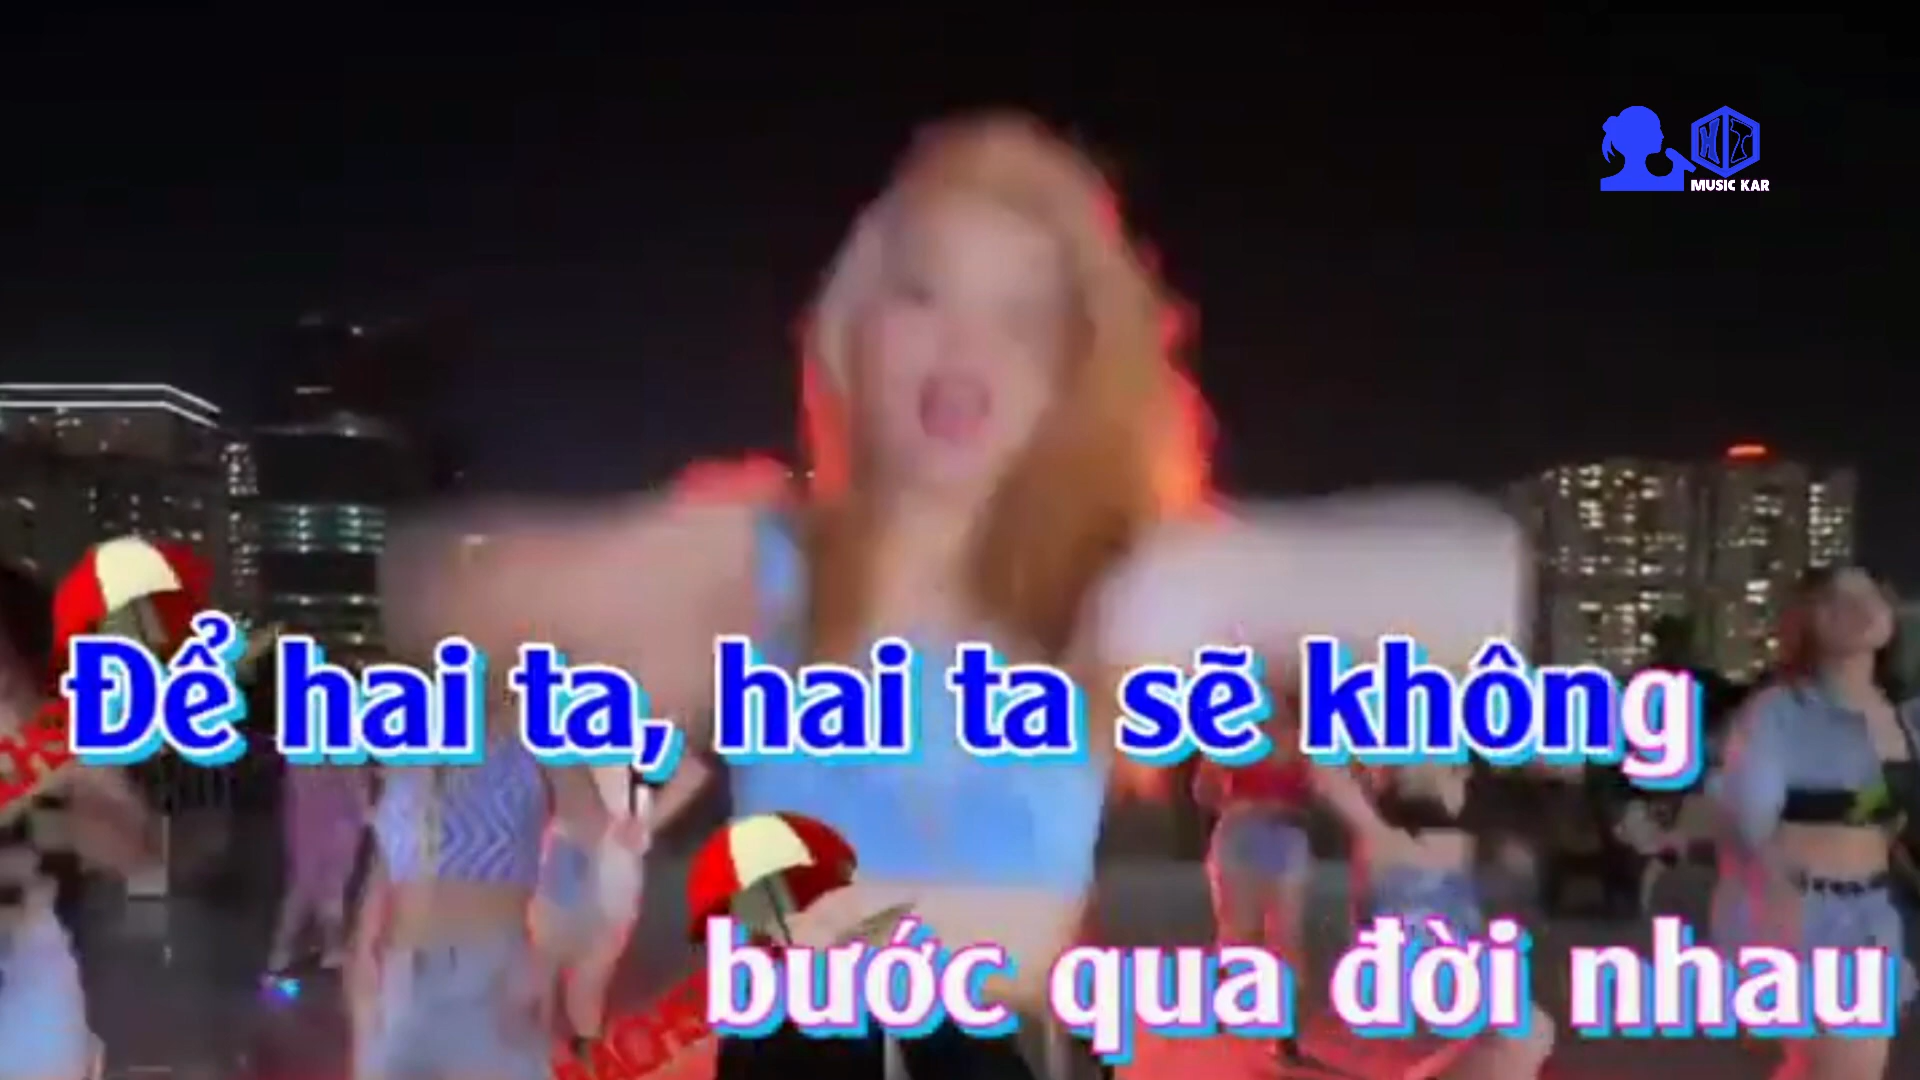 MUSIC KAR
Để hai ta, hai ta sẽ không
bước qua đời nhau